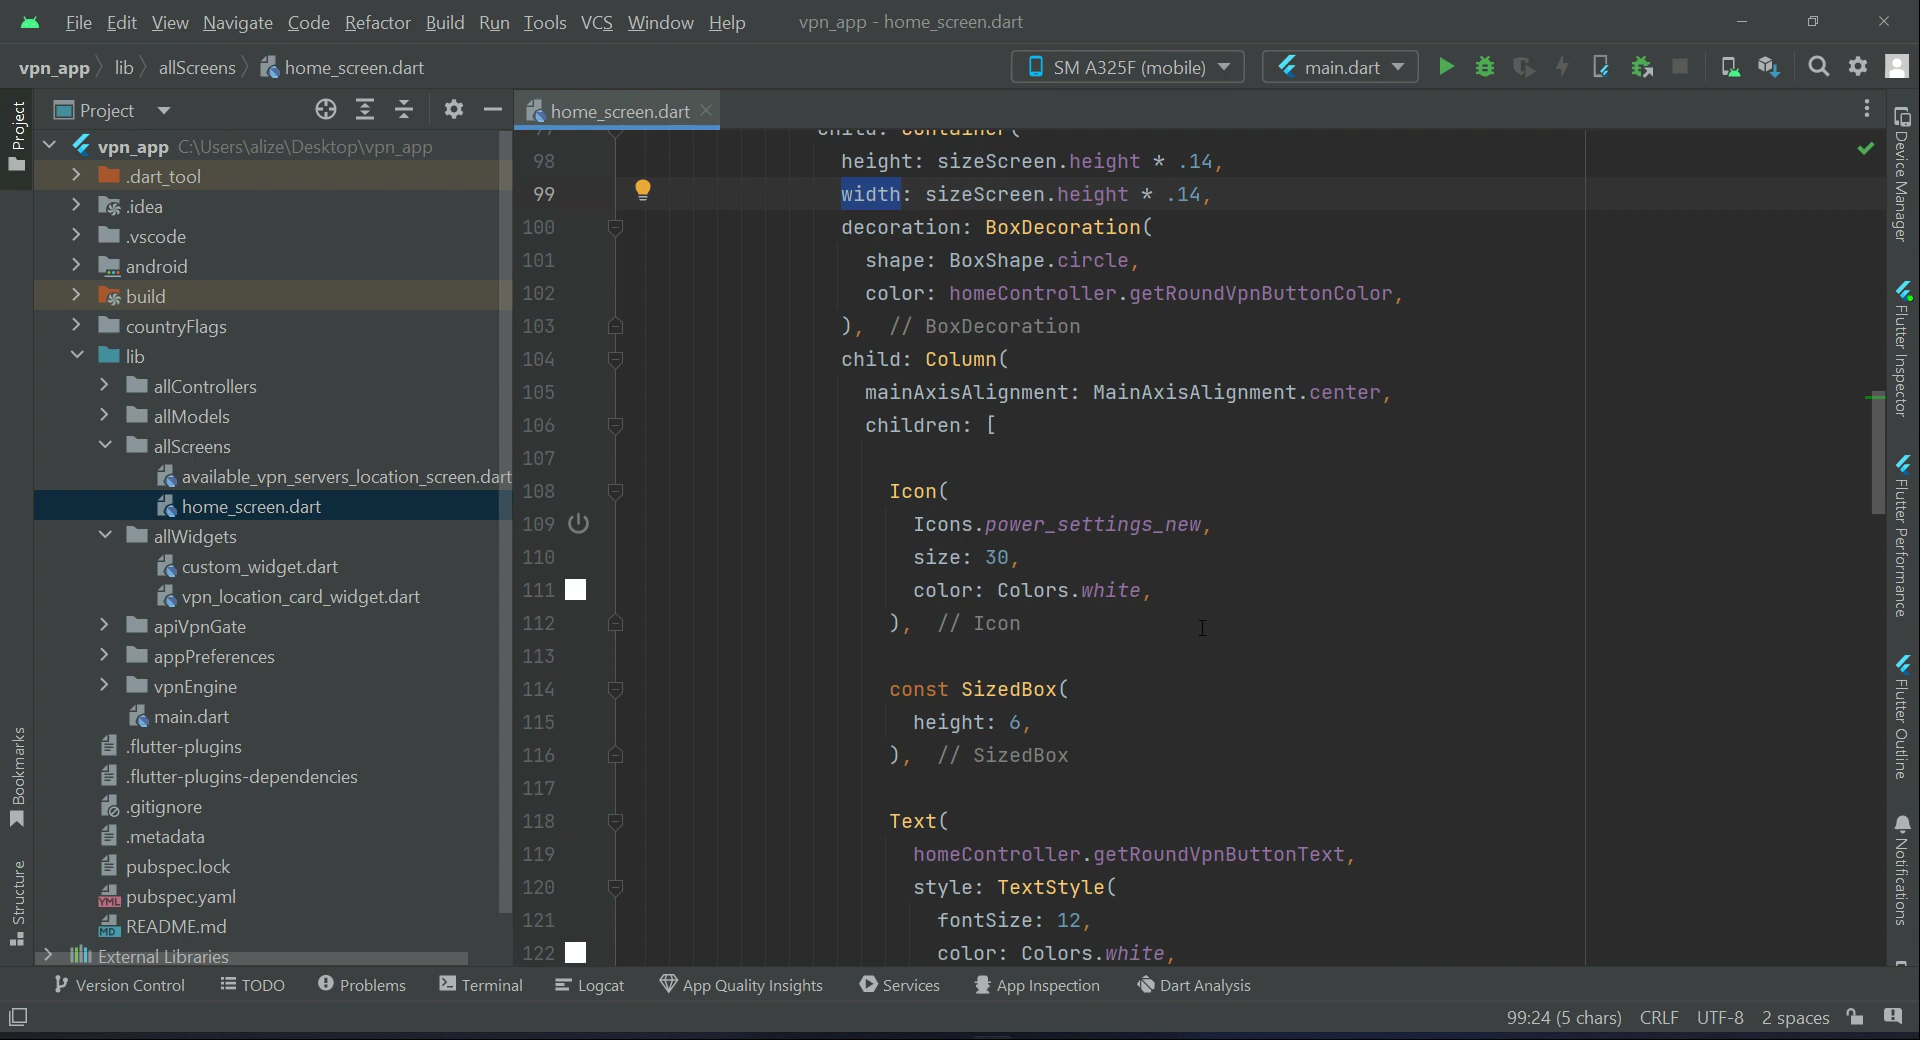 File Edit View Navigate Code Refactor Build Run Tools VCS Window Help vpn_app - home_screen.dart
vpn_app lib allScreens home_screen.dart SM A325F (mobile) main.dart
Project
Project
home_screen.dart
vpn_app C:\Users\alize\Desktop\vpn_app
.dart_tool
.idea
.vscode
android
build
countryFlags
lib
allControllers
allModels
allScreens
available_vpn_servers_location_screen.dart
home_screen.dart
allWidgets
custom_widget.dart
vpn_location_card_widget.dart
apiVpnGate
appPreferences
vpnEngine
main.dart
.flutter-plugins
.flutter-plugins-dependencies
.gitignore
.metadata
pubspec.lock
pubspec.yaml
README.md
External Libraries
Bookmarks
Structure
97 child: Container(
98 height: sizeScreen.height * .14,
99 width: sizeScreen.height * .14,
100 decoration: BoxDecoration(
101 shape: BoxShape.circle,
102 color: homeController.getRoundVpnButtonColor,
103 ), // BoxDecoration
104 child: Column(
105 mainAxisAlignment: MainAxisAlignment.center,
106 children: [
107
108 Icon(
109 Icons.power_settings_new,
110 size: 30,
111 color: Colors.white,
112 ), // Icon
113
114 const SizedBox(
115 height: 6,
116 ), // SizedBox
117
118 Text(
119 homeController.getRoundVpnButtonText,
120 style: TextStyle(
121 fontSize: 12,
122 color: Colors.white,
Device Manager
Flutter Inspector
Flutter Performance
Flutter Outline
Notifications
Version Control TODO Problems Terminal Logcat App Quality Insights Services App Inspection Dart Analysis
99:24 (5 chars) CRLF UTF-8 2 spaces